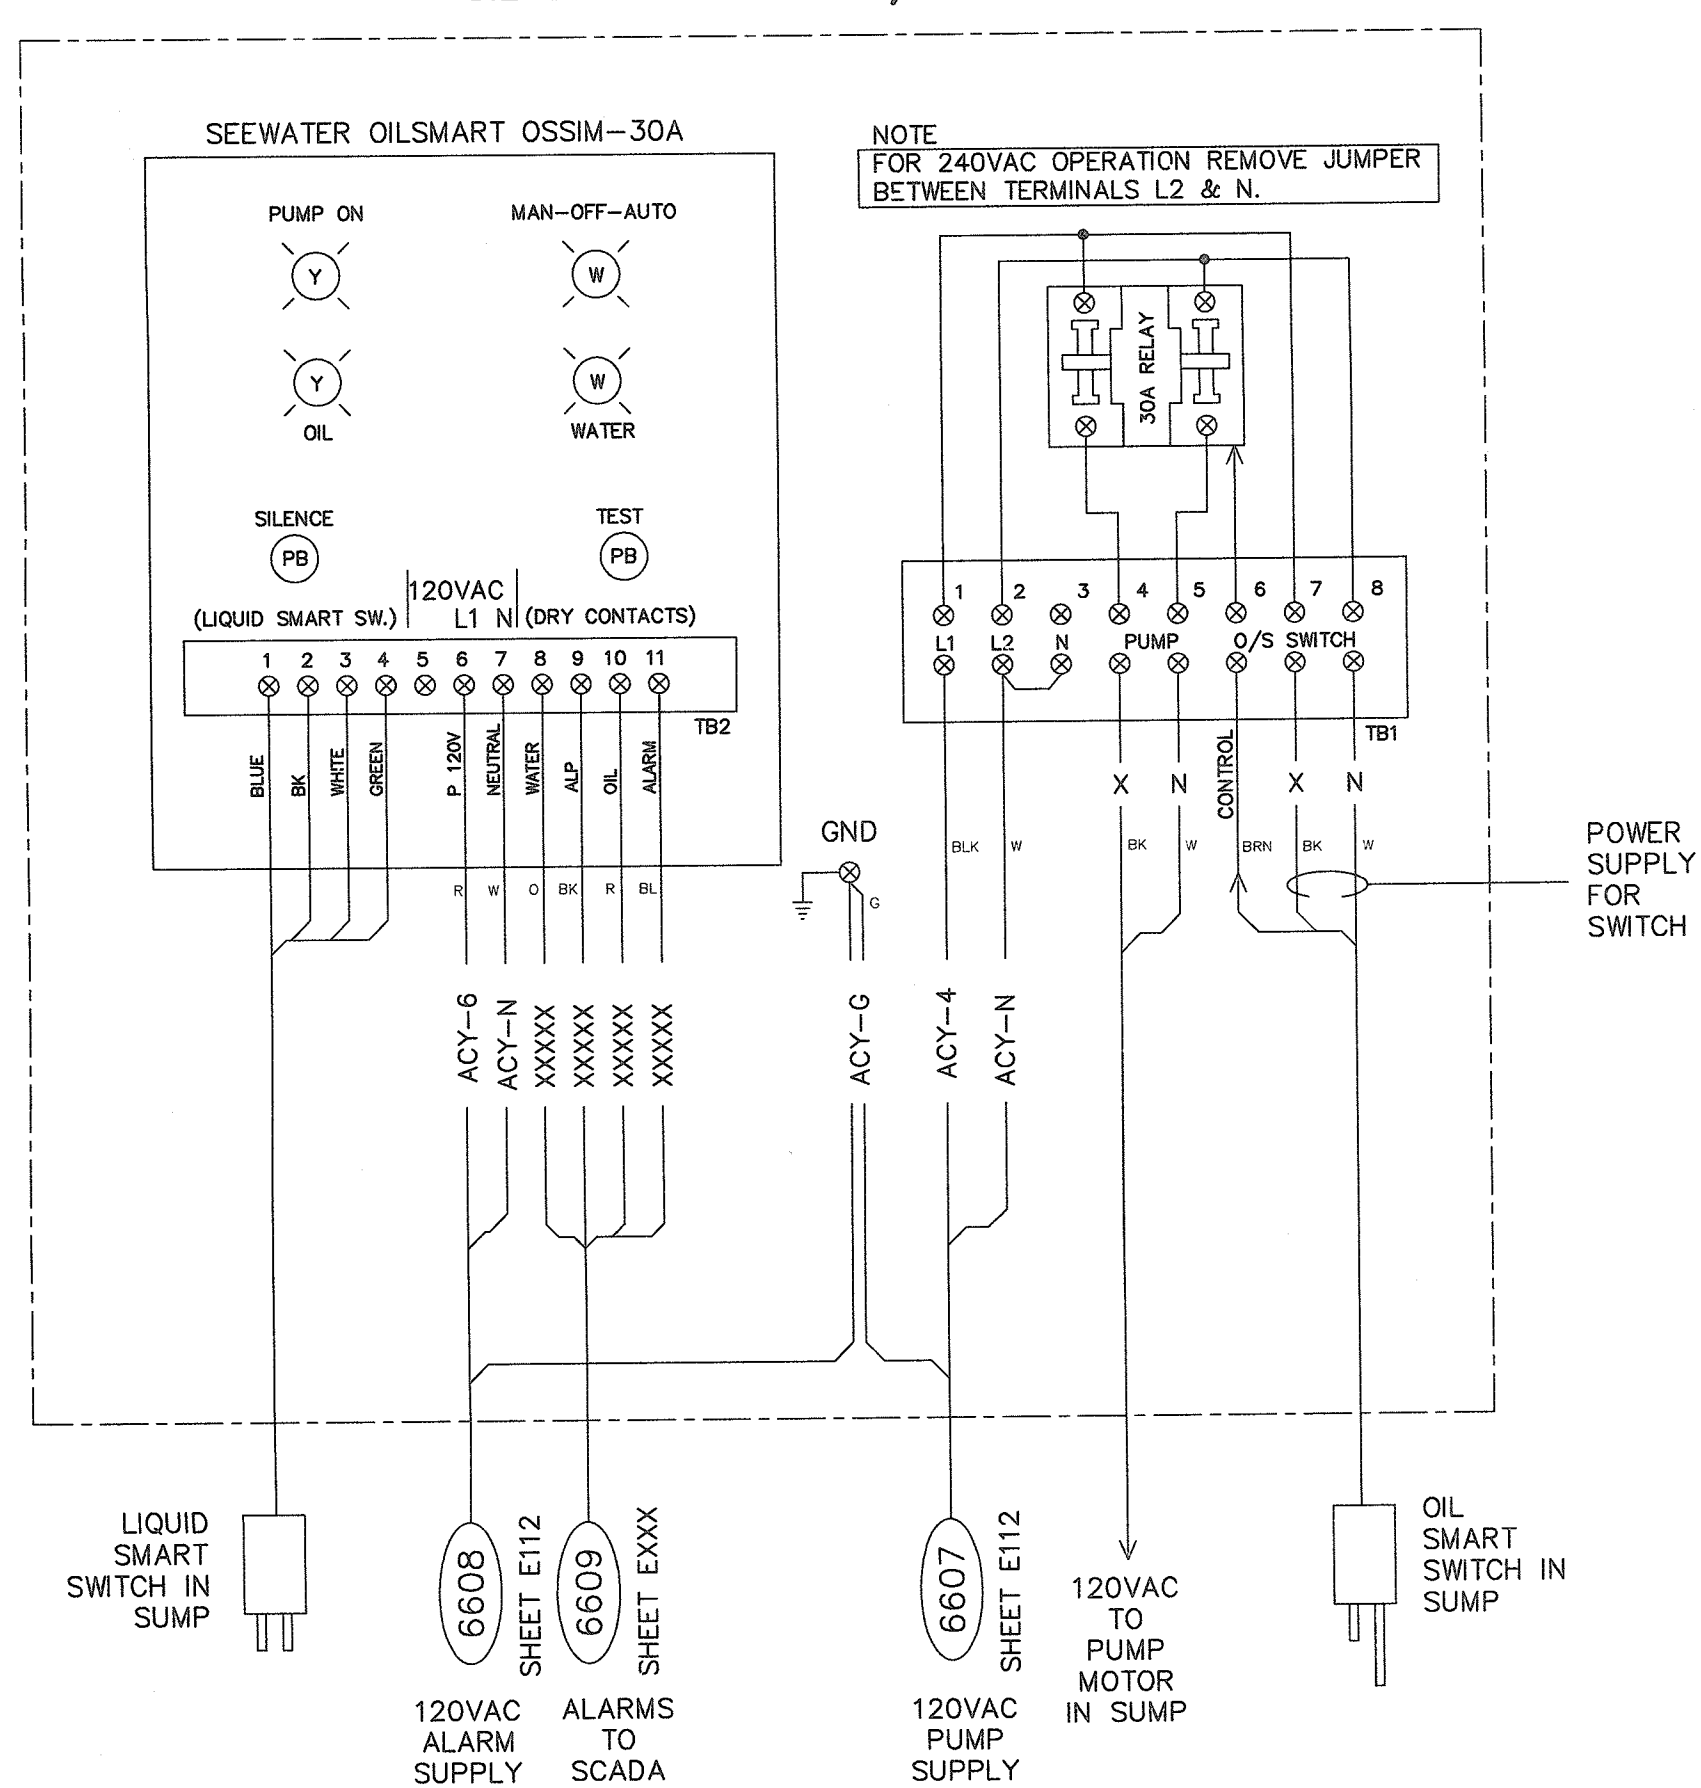 SEEWATER OILSMART OSSIM-30A
PUMP ON
MAN-OFF-AUTO
Y
W
Y
W
OIL
WATER
SILENCE
TEST
PB
PB
120VAC
(LIQUID SMART SW.)
L1 N
(DRY CONTACTS)
1 2 3 4 5 6 7 8 9 10 11
TB2
BLUE
BK
WHITE
GREEN
P 120V
NEUTRAL
WATER
ALP
OIL
ALARM
R W O BK R BL
ACY-6
ACY-N
XXXXX
XXXXX
XXXXX
XXXXX
NOTE
FOR 240VAC OPERATION REMOVE JUMPER
BETWEEN TERMINALS L2 & N.
30A RELAY
1 2 3 4 5 6 7 8
L1 L2 N PUMP O/S SWITCH
TB1
X N
CONTROL
X N
BLK W BK W BRN BK W
GND
G
ACY-G
ACY-4
ACY-N
POWER
SUPPLY
FOR
SWITCH
LIQUID
SMART
SWITCH IN
SUMP
6608
SHEET E112
120VAC
ALARM
SUPPLY
6609
SHEET EXXX
ALARMS
TO
SCADA
6607
SHEET E112
120VAC
PUMP
SUPPLY
120VAC
TO
PUMP
MOTOR
IN SUMP
OIL
SMART
SWITCH IN
SUMP